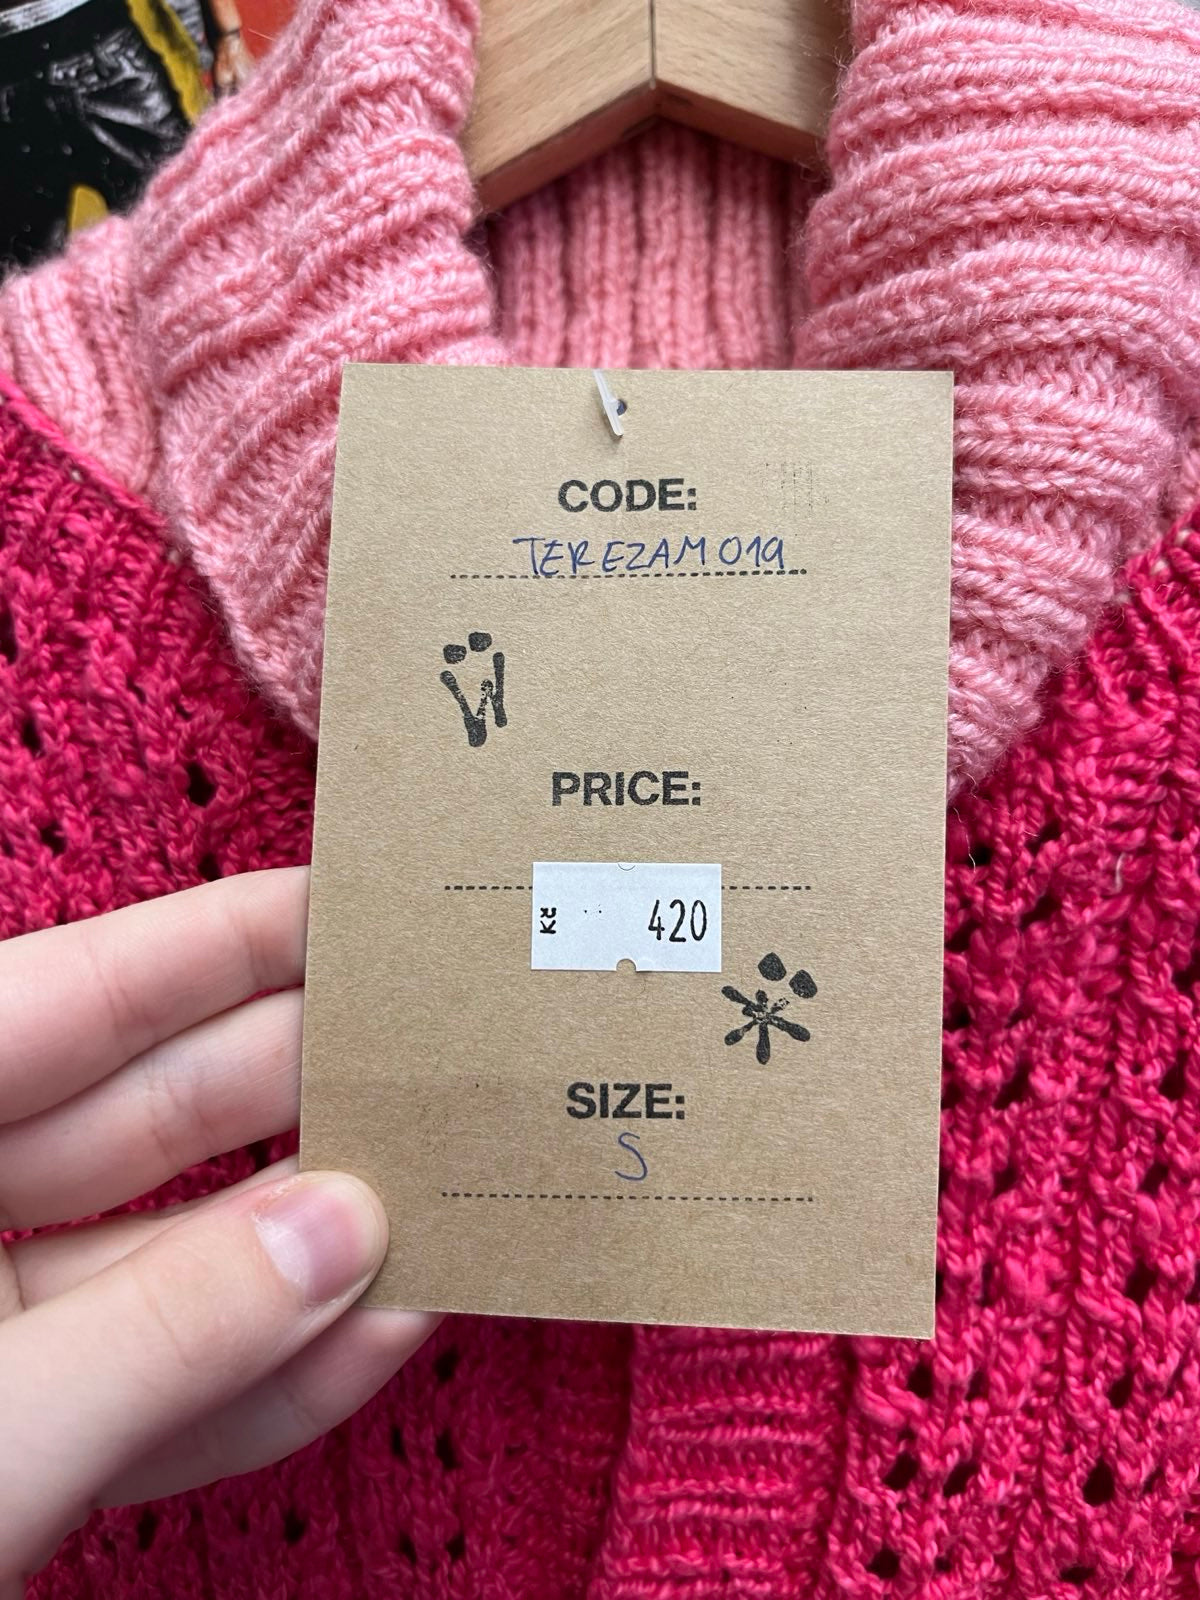 CODE:
TEREZAM019
PRICE:
Kč 420
SIZE:
S